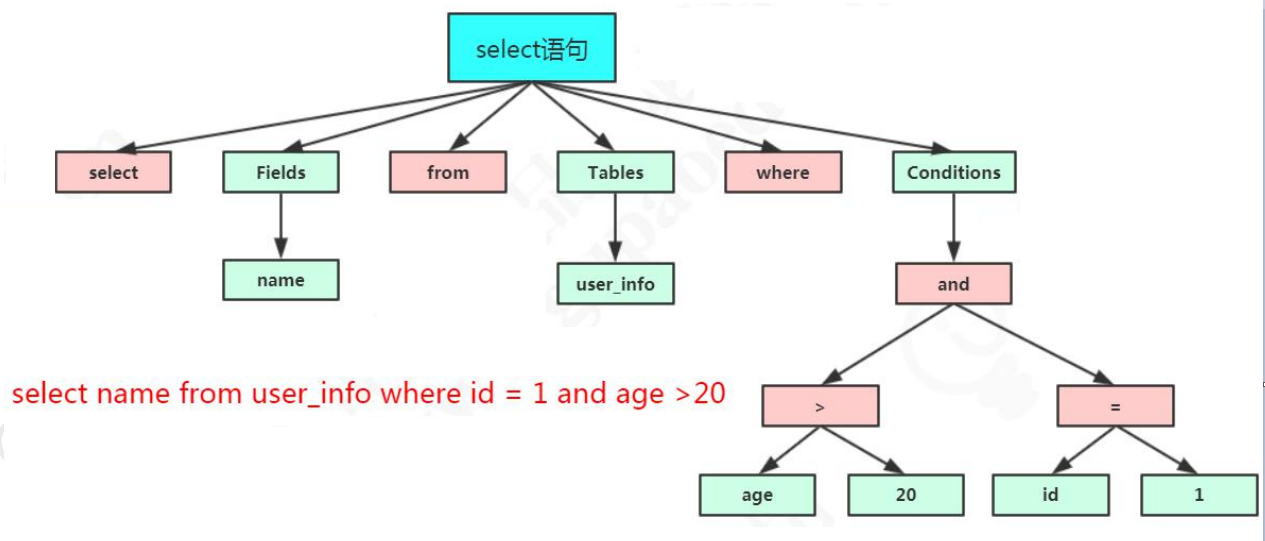 select语句
select
Fields
from
Tables
where
Conditions
name
user_info
and
select name from user_info where id = 1 and age >20
>
=
age
20
id
1